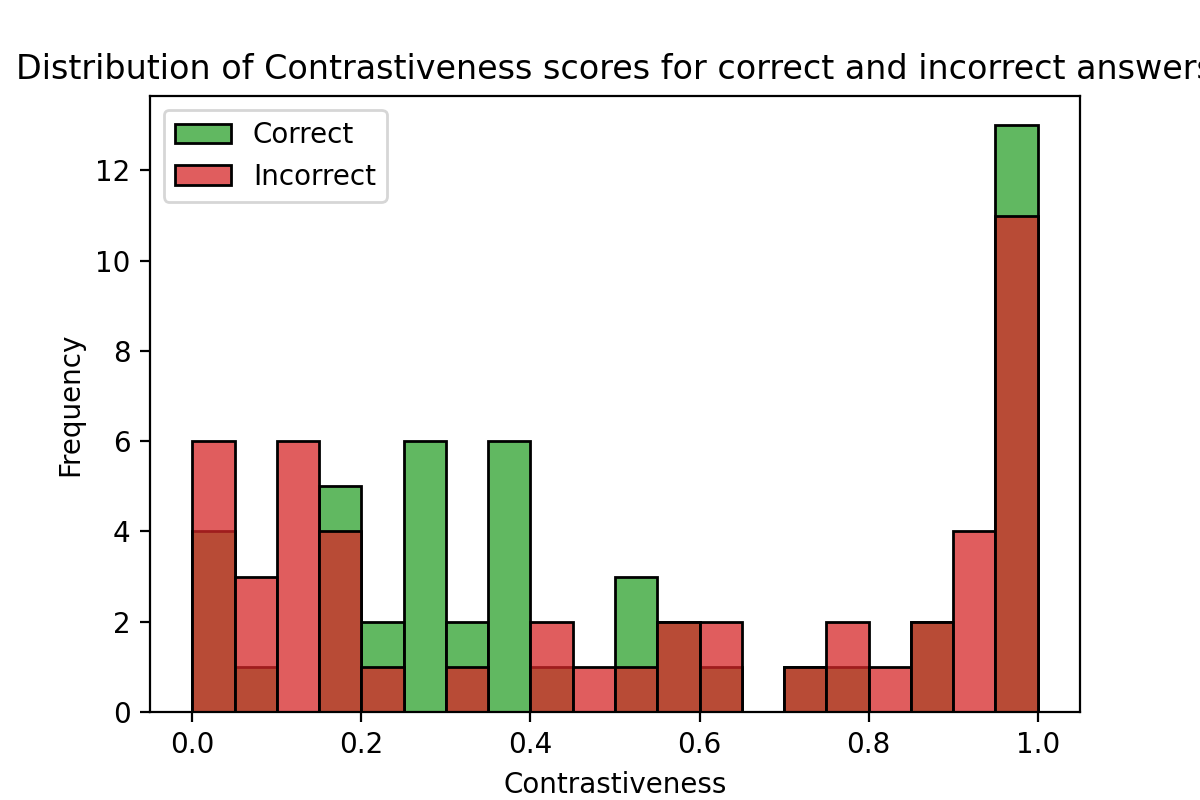 Distribution of Contrastiveness scores for correct and incorrect answers
Correct
Incorrect
12
10
8
6
4
2
0
Frequency
0.0 0.2 0.4 0.6 0.8 1.0
Contrastiveness